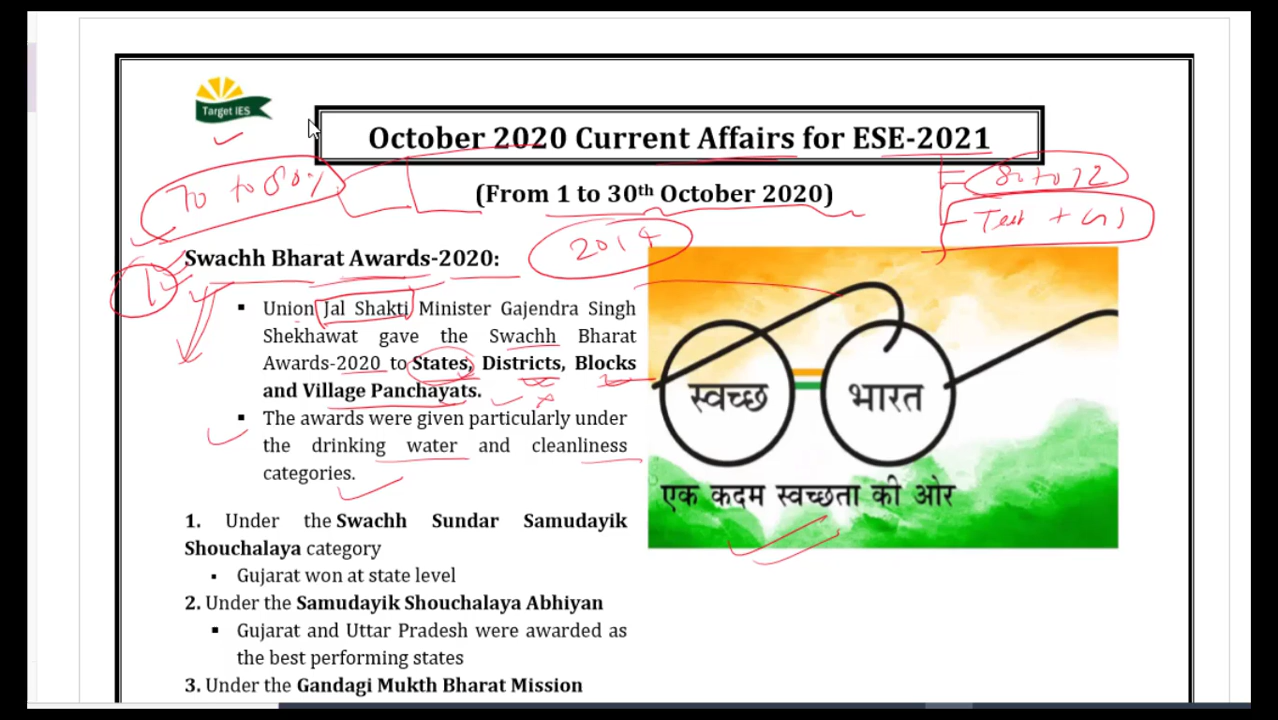 Target IES
October 2020 Current Affairs for ESE-2021
(From 1 to 30th October 2020)
70 to 80%
Test + GS
2014
Swachh Bharat Awards-2020:
▪ Union Jal Shakti Minister Gajendra Singh
Shekhawat gave the Swachh Bharat
Awards-2020 to States, Districts, Blocks
and Village Panchayats.
▪ The awards were given particularly under
the drinking water and cleanliness
categories.
स्वच्छ भारत
एक कदम स्वच्छता की ओर
1. Under the Swachh Sundar Samudayik
Shouchalaya category
▪ Gujarat won at state level
2. Under the Samudayik Shouchalaya Abhiyan
▪ Gujarat and Uttar Pradesh were awarded as
the best performing states
3. Under the Gandagi Mukth Bharat Mission